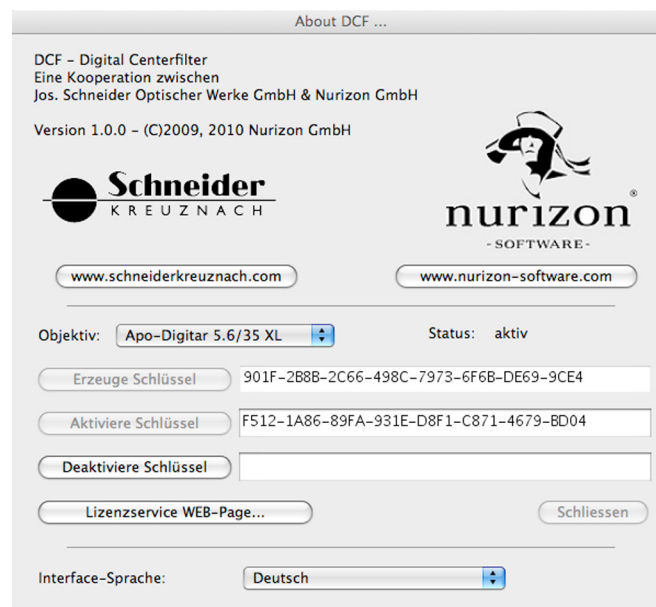 About DCF ...
DCF – Digital Centerfilter
Eine Kooperation zwischen
Jos. Schneider Optischer Werke GmbH & Nurizon GmbH
Version 1.0.0 – (C)2009, 2010 Nurizon GmbH
Schneider
KREUZNACH
nurizon®
-SOFTWARE-
www.schneiderkreuznach.com www.nurizon-software.com
Objektiv: Apo-Digitar 5.6/35 XL Status: aktiv
Erzeuge Schlüssel 901F-2B8B-2C66-498C-7973-6F6B-DE69-9CE4
Aktiviere Schlüssel F512-1A86-89FA-931E-D8F1-C871-4679-BD04
Deaktiviere Schlüssel
Lizenzservice WEB-Page... Schliessen
Interface-Sprache: Deutsch